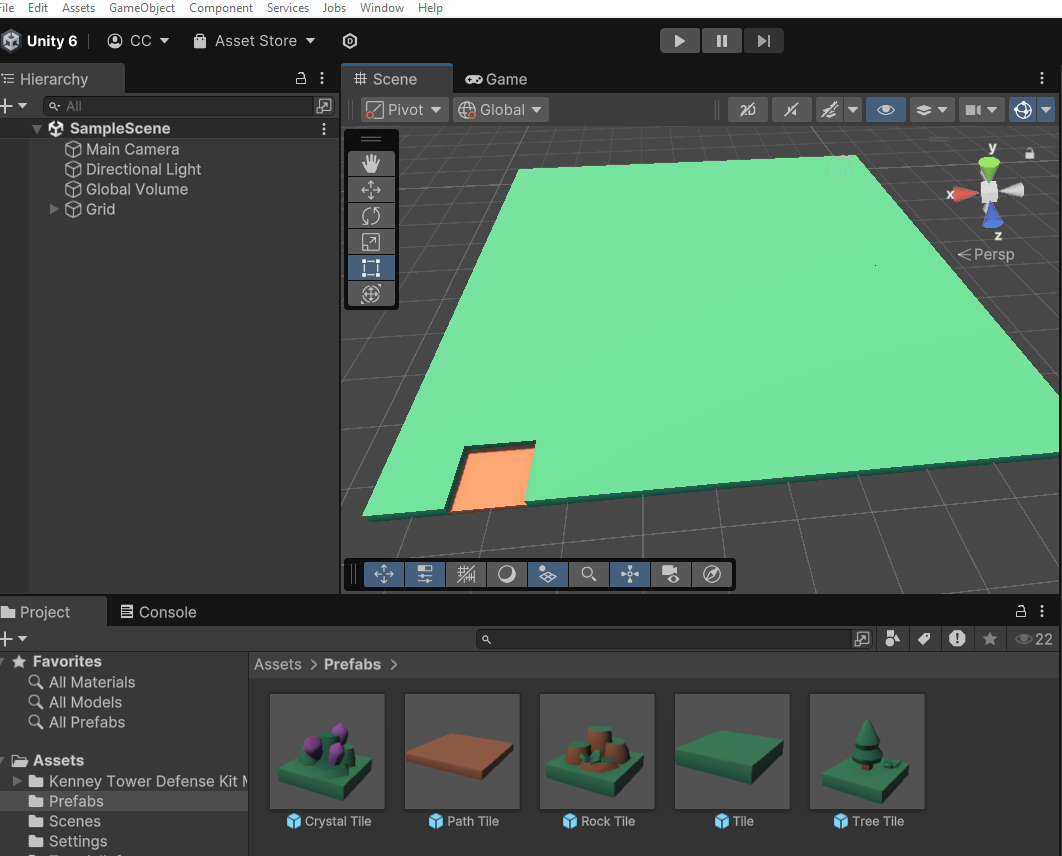 File Edit Assets GameObject Component Services Jobs Window Help
Unity 6 CC Asset Store
Hierarchy
Scene Game
All
Pivot Global 2D
SampleScene
Main Camera
Directional Light
Global Volume
Grid
y
x
z
Persp
Project Console
22
Favorites
All Materials
All Models
All Prefabs
Assets
Kenney Tower Defense Kit
Prefabs
Scenes
Settings
Assets > Prefabs >
Crystal Tile Path Tile Rock Tile Tile Tree Tile